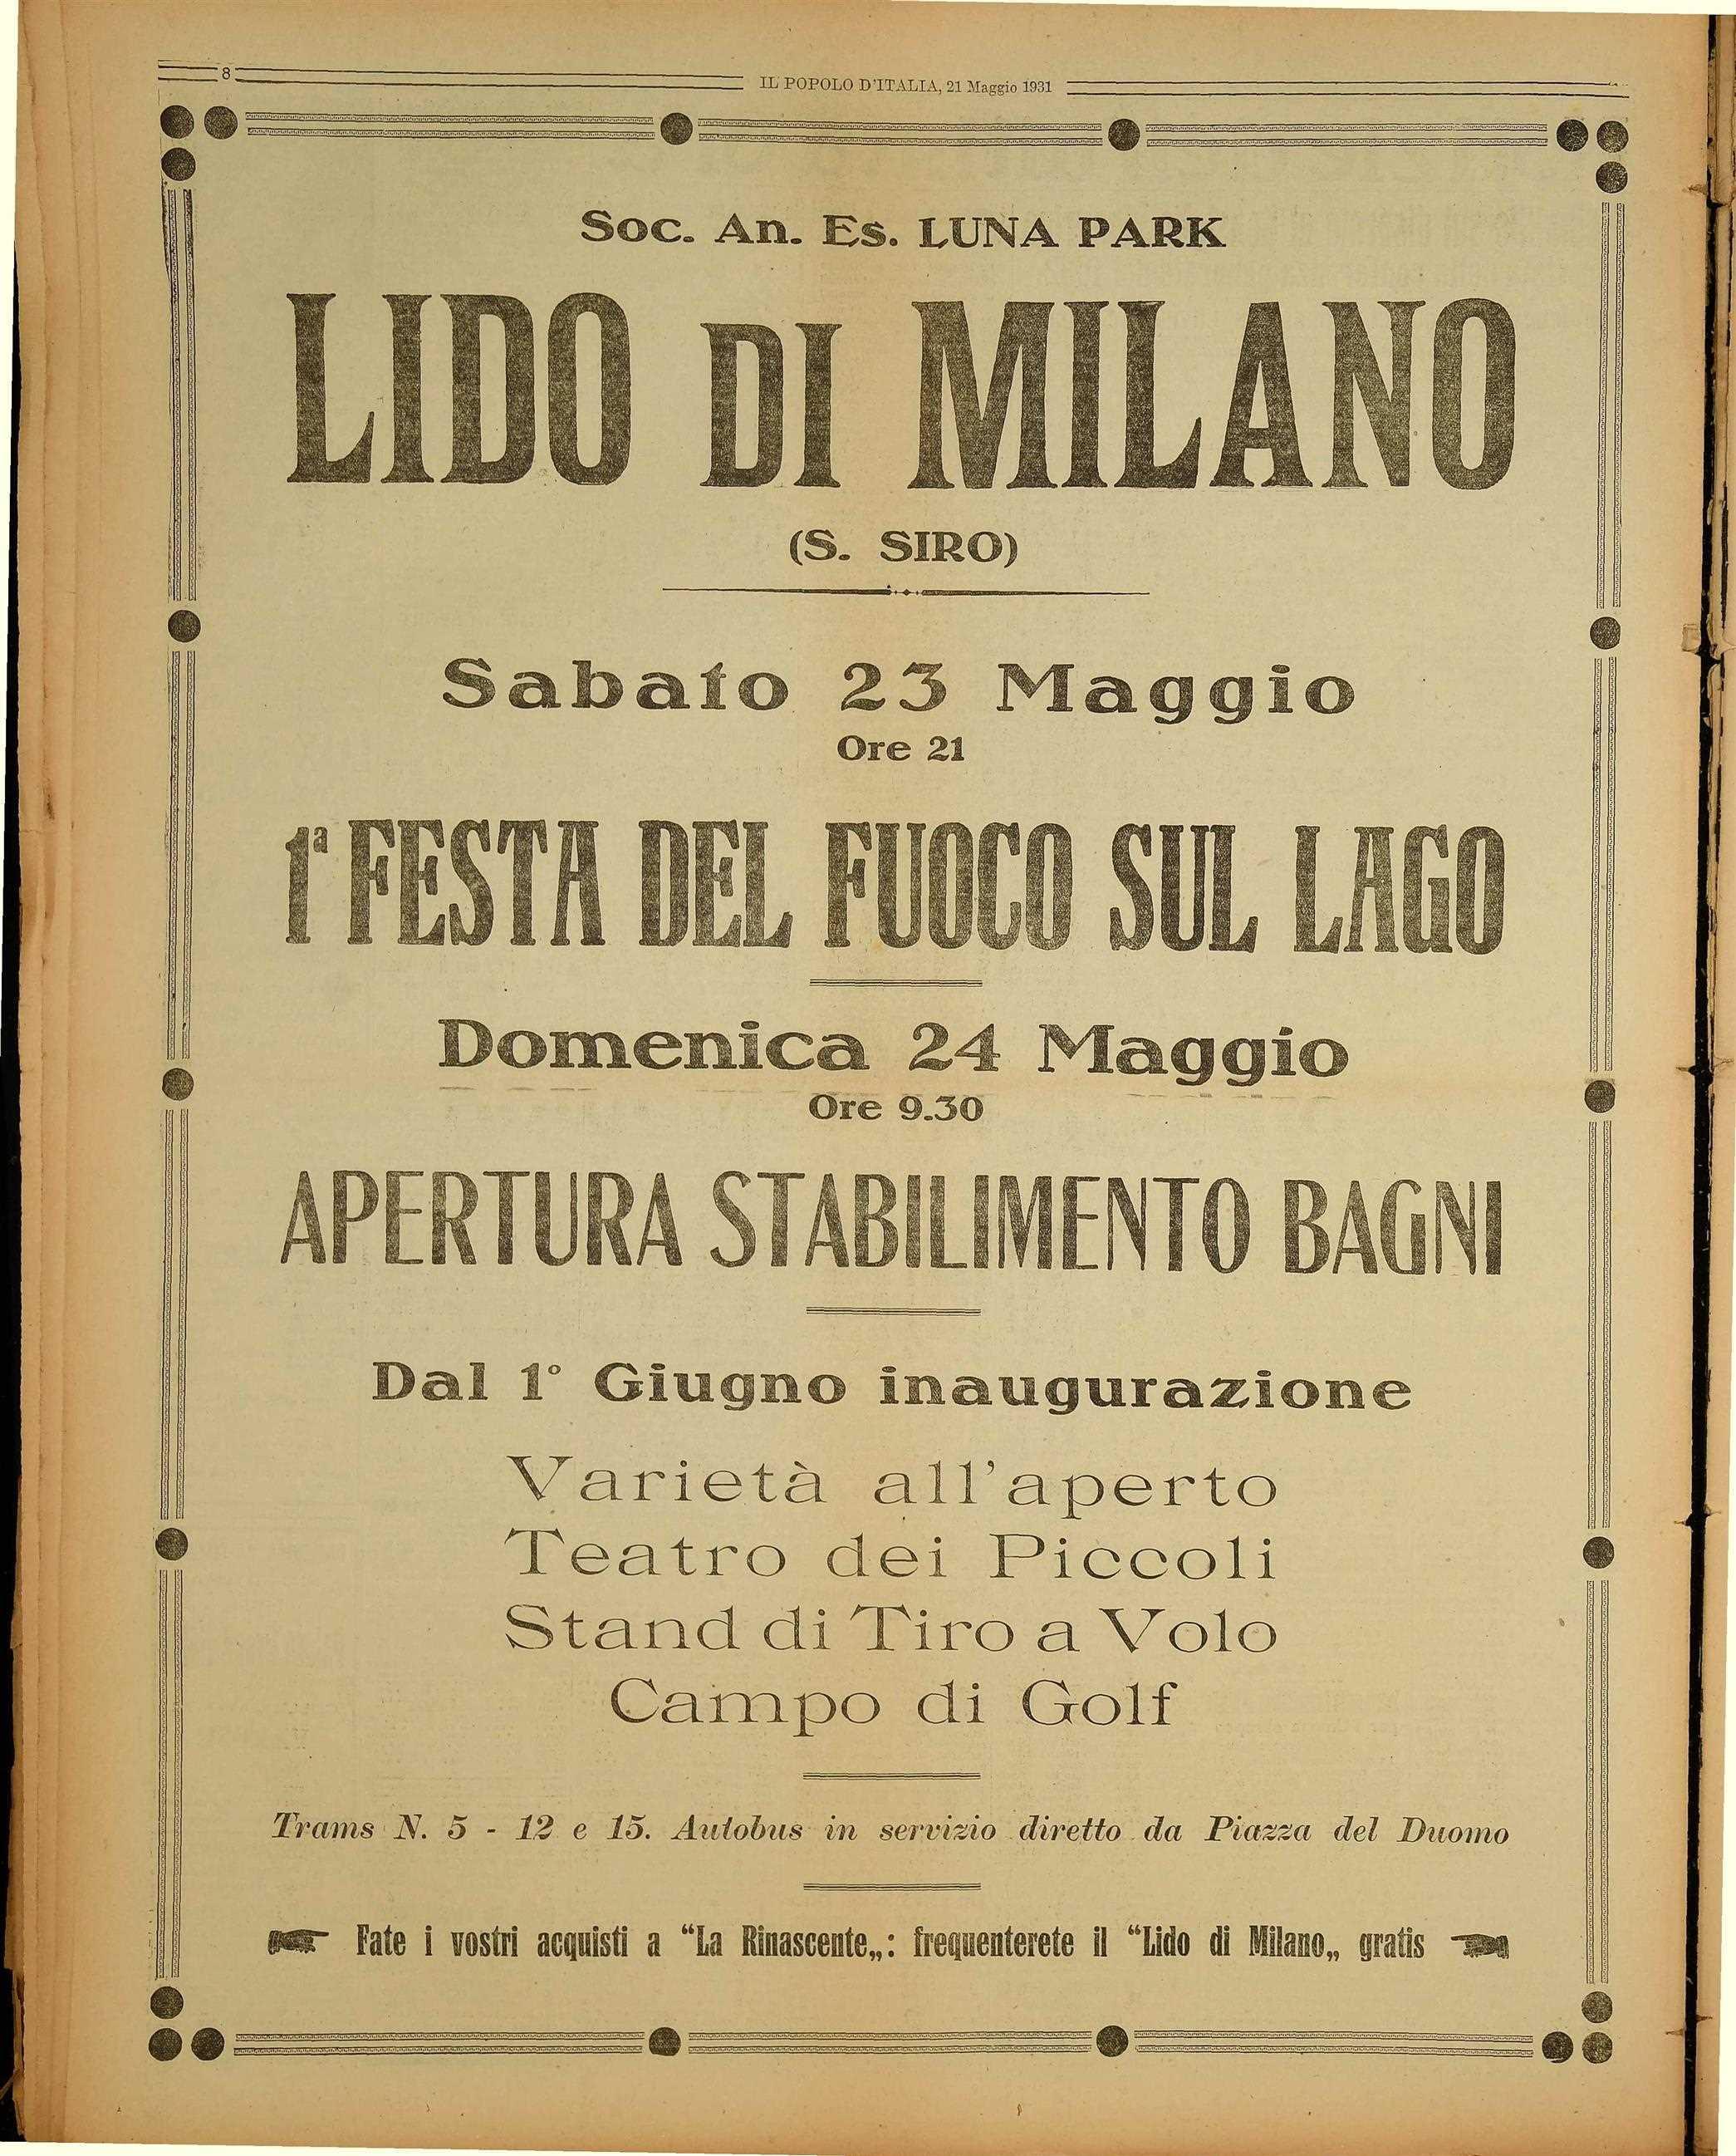 8
IL POPOLO D'ITALIA, 21 Maggio 1931
Soc. An. Es. LUNA PARK
LIDO DI MILANO
(S. SIRO)
Sabato 23 Maggio
Ore 21
1ª FESTA DEL FUOCO SUL LAGO
Domenica 24 Maggio
Ore 9.30
APERTURA STABILIMENTO BAGNI
Dal 1° Giugno inaugurazione
Varietà all'aperto
Teatro dei Piccoli
Stand di Tiro a Volo
Campo di Golf
Trams N. 5 - 12 e 15. Autobus in servizio diretto da Piazza del Duomo
Fate i vostri acquisti a “La Rinascente„: frequenterete il “Lido di Milano„ gratis